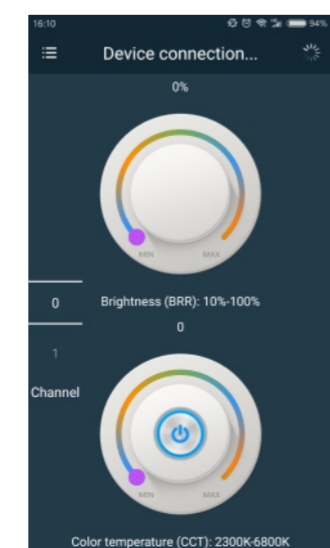 16:10 94%
Device connection...
0%
MIN MAX
0
Brightness (BRR): 10%-100%
0
1
Channel
MIN MAX
Color temperature (CCT): 2300K-6800K